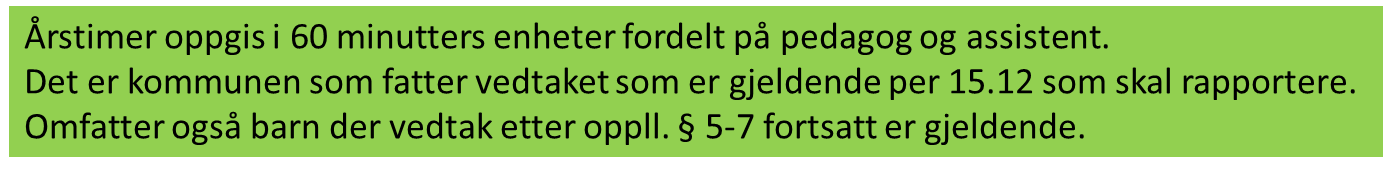 Årstimer oppgis i 60 minutters enheter fordelt på pedagog og assistent.
Det er kommunen som fatter vedtaket som er gjeldende per 15.12 som skal rapportere.
Omfatter også barn der vedtak etter oppll. § 5-7 fortsatt er gjeldende.